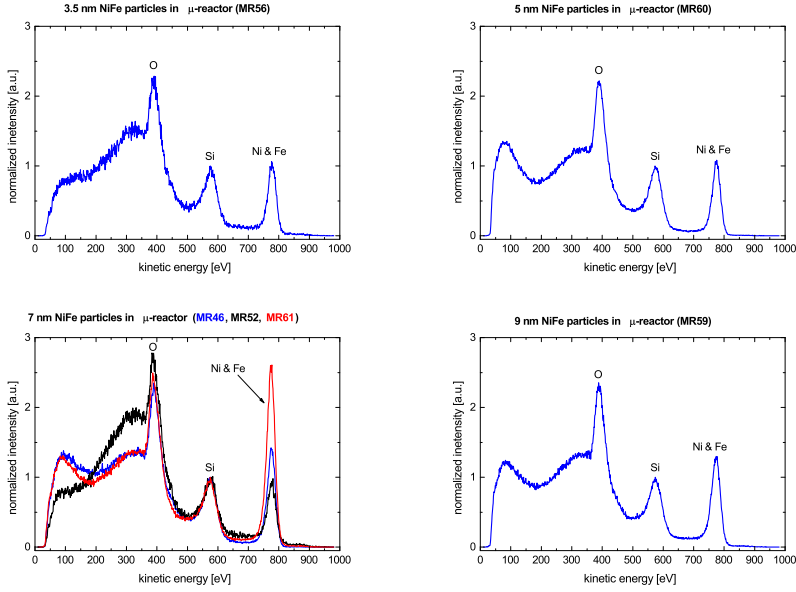 3.5 nm NiFe particles in μ-reactor (MR56)
3
2
1
0
normalized inetensity [a.u.]
O
Si
Ni & Fe
0 100 200 300 400 500 600 700 800 900 1000
kinetic energy [eV]
5 nm NiFe particles in μ-reactor (MR60)
3
2
1
0
normalized inetensity [a.u.]
O
Si
Ni & Fe
0 100 200 300 400 500 600 700 800 900 1000
kinetic energy [eV]
7 nm NiFe particles in μ-reactor (MR46, MR52, MR61)
3
2
1
0
normalized inetensity [a.u.]
O
Ni & Fe
Si
0 100 200 300 400 500 600 700 800 900 1000
kinetic energy [eV]
9 nm NiFe particles in μ-reactor (MR59)
3
2
1
0
normalized inetensity [a.u.]
O
Ni & Fe
Si
0 100 200 300 400 500 600 700 800 900 1000
kinetic energy [eV]